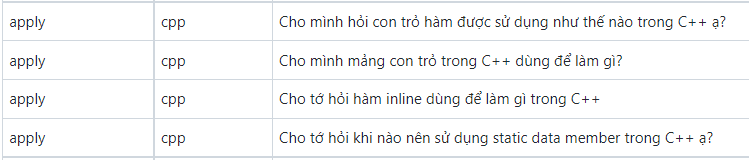 apply cpp Cho mình hỏi con trỏ hàm được sử dụng như thế nào trong C++ ạ?
apply cpp Cho mình mảng con trỏ trong C++ dùng để làm gì?
apply cpp Cho tớ hỏi hàm inline dùng để làm gì trong C++
apply cpp Cho tớ hỏi khi nào nên sử dụng static data member trong C++ ạ?